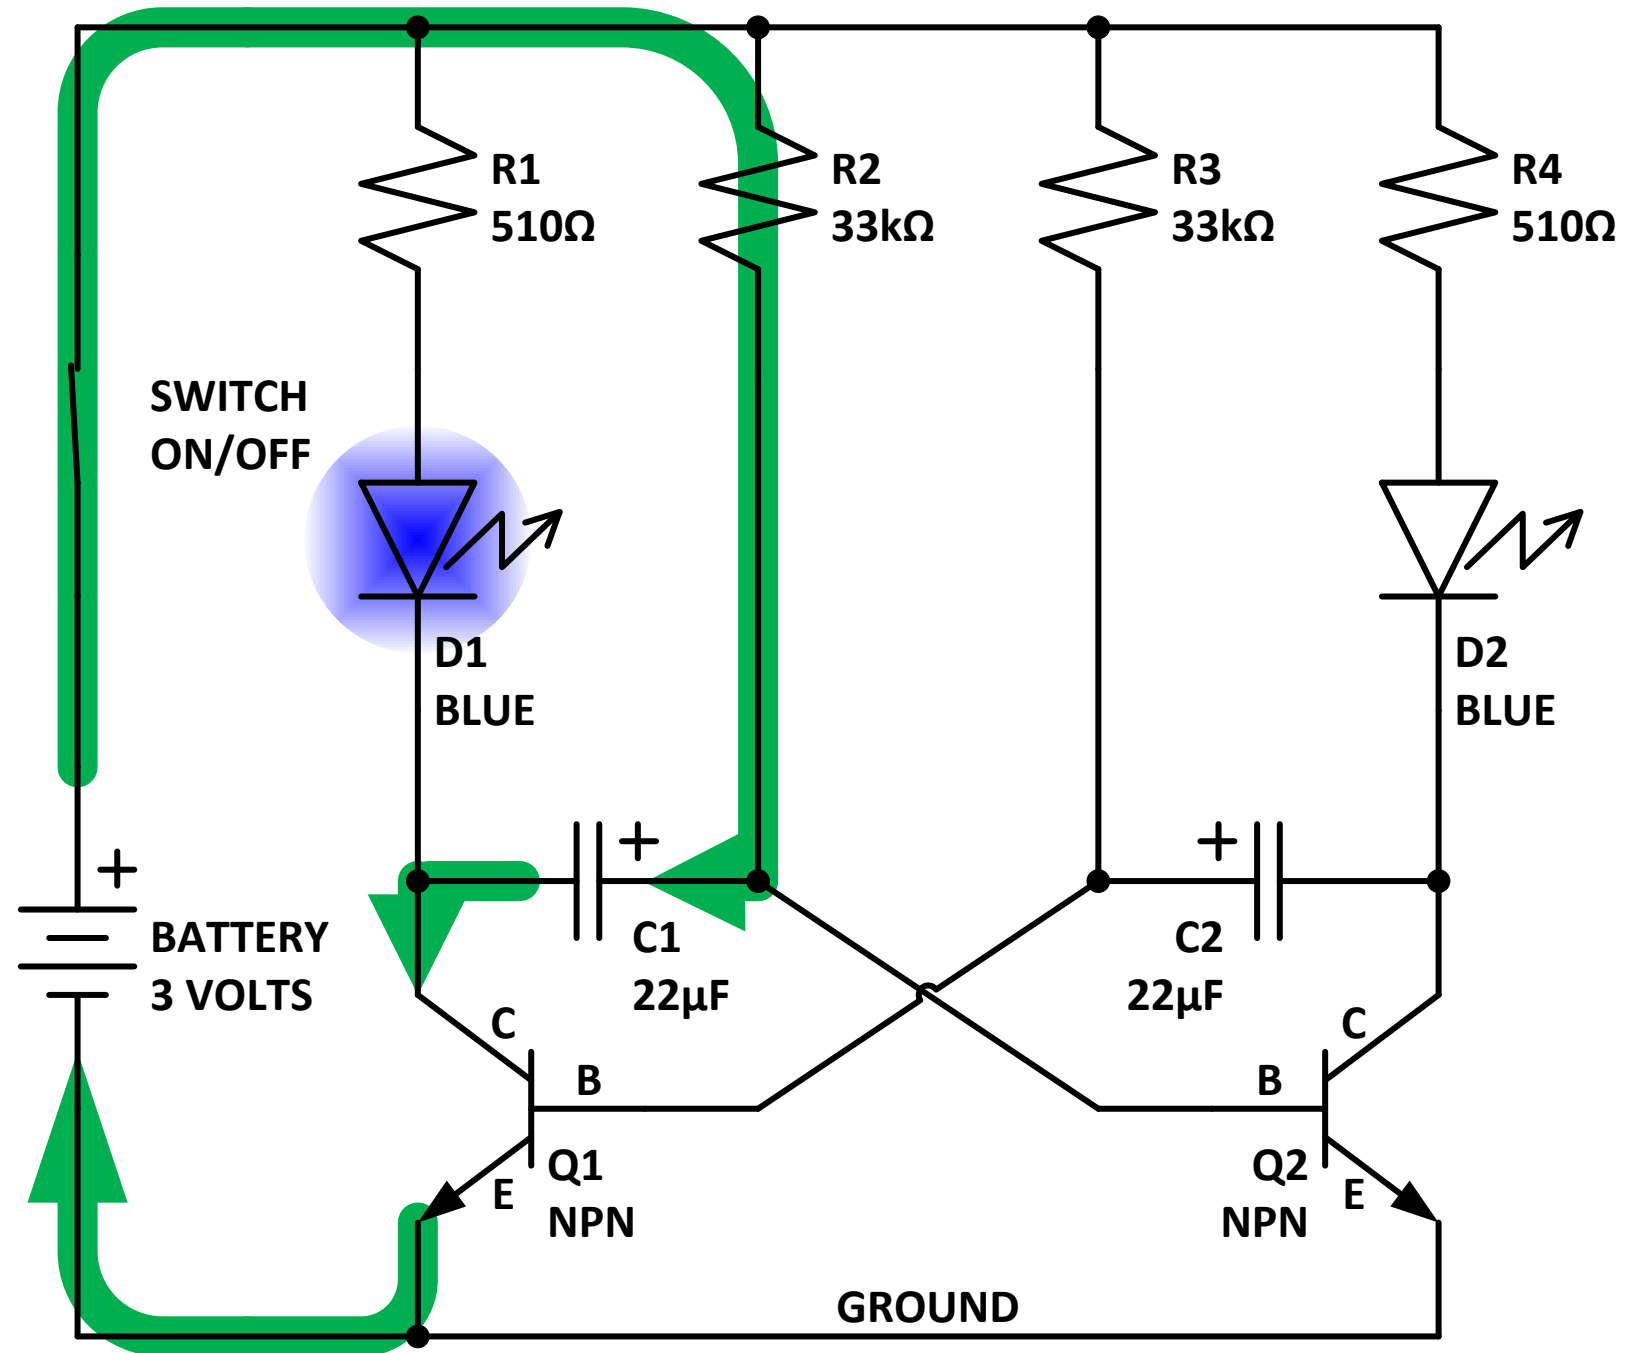 R1
510Ω
R2
33kΩ
R3
33kΩ
R4
510Ω
SWITCH
ON/OFF
D1
BLUE
D2
BLUE
+
+
+
BATTERY
3 VOLTS
C1
22µF
C2
22µF
C
B
E
Q1
NPN
C
B
E
Q2
NPN
GROUND